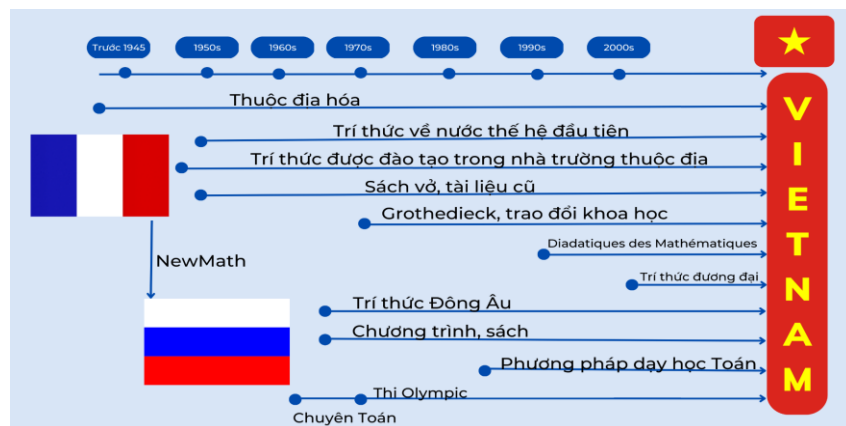 Trước 1945
1950s
1960s
1970s
1980s
1990s
2000s
Thuộc địa hóa
Trí thức về nước thế hệ đầu tiên
Trí thức được đào tạo trong nhà trường thuộc địa
Sách vở, tài liệu cũ
Grothedieck, trao đổi khoa học
Diadatiques des Mathématiques
Trí thức đương đại
NewMath
Trí thức Đông Âu
Chương trình, sách
Phương pháp dạy học Toán
Thi Olympic
Chuyên Toán
VIETNAM